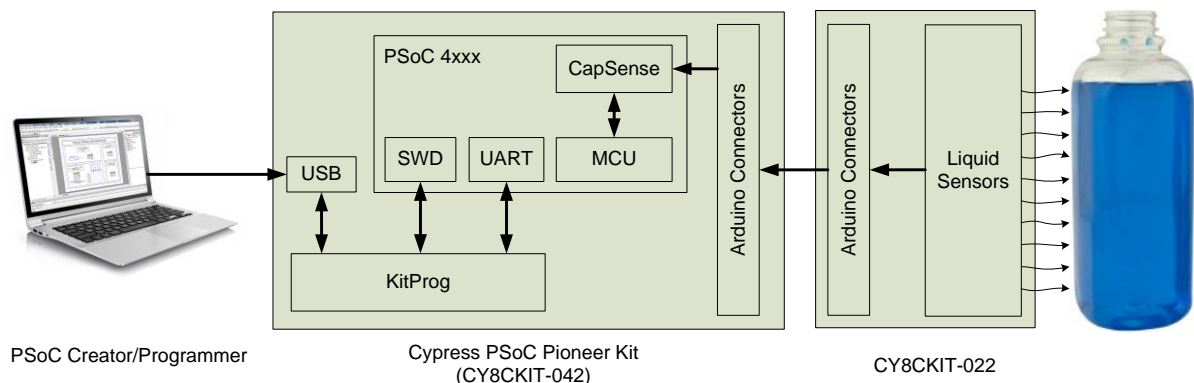 PSoC 4xxx
CapSense
SWD
UART
MCU
USB
KitProg
Arduino Connectors
Arduino Connectors
Liquid
Sensors
PSoC Creator/Programmer
Cypress PSoC Pioneer Kit
(CY8CKIT-042)
CY8CKIT-022